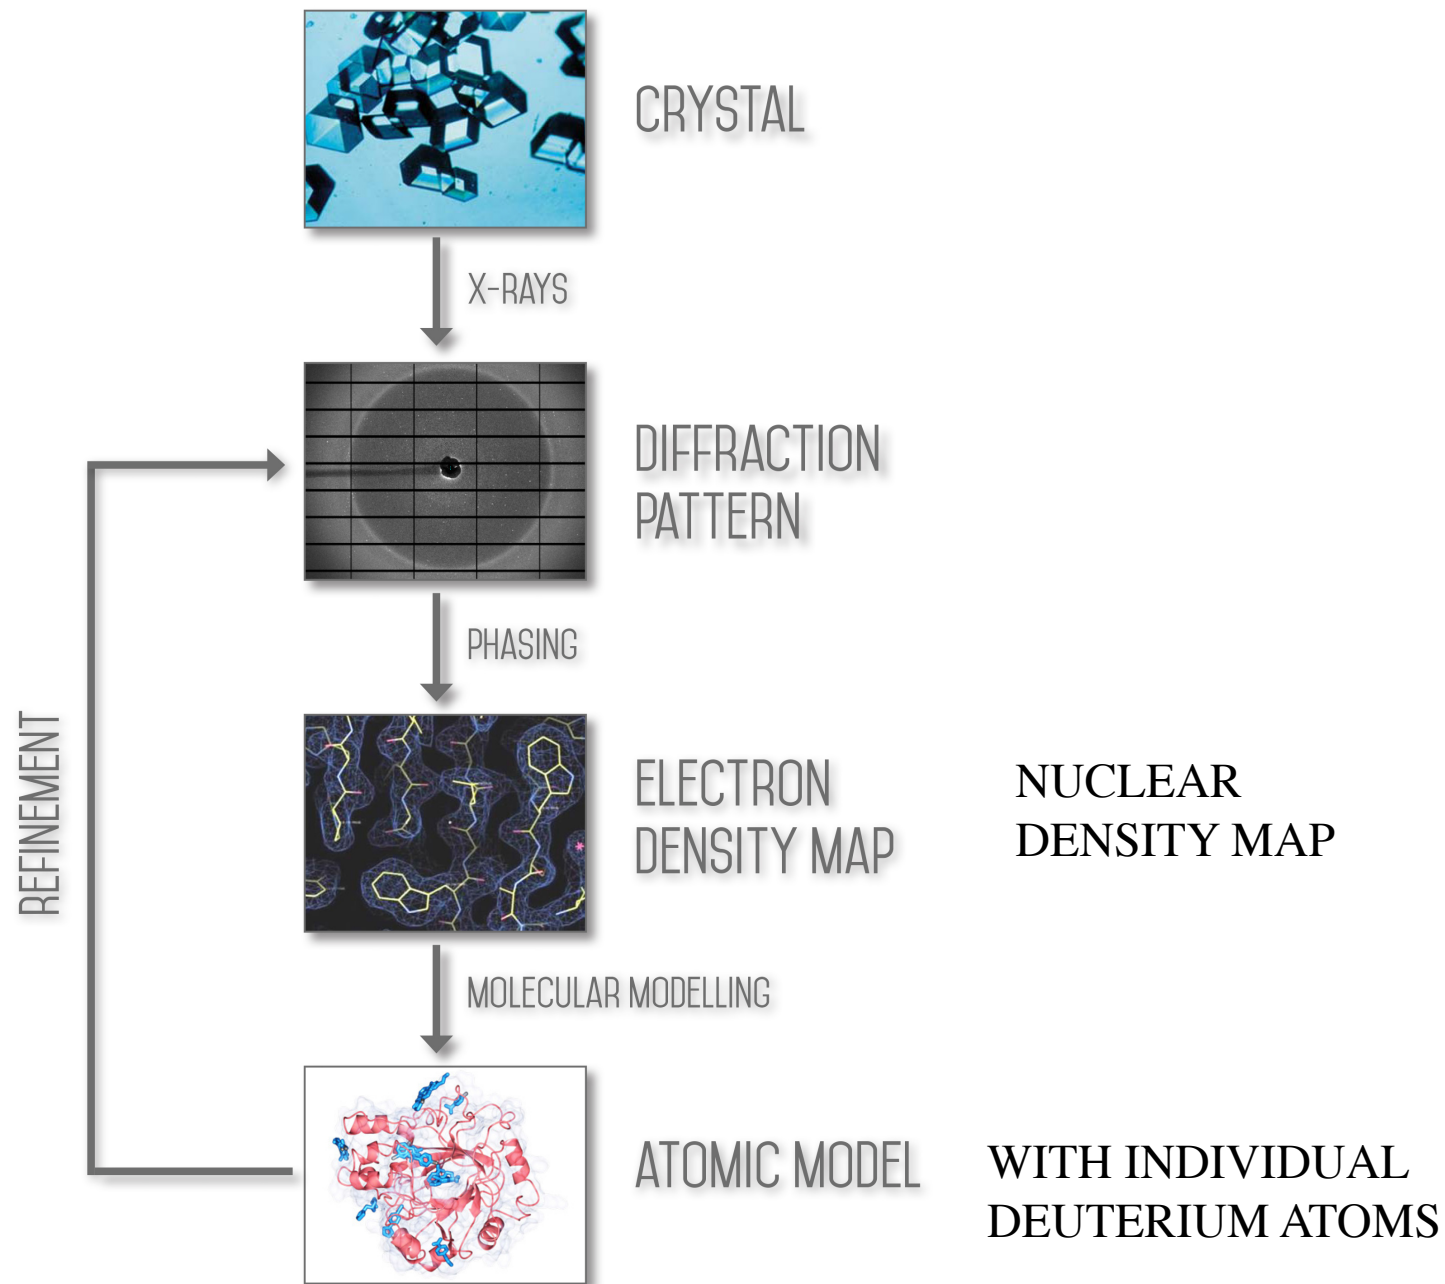 CRYSTAL
X-RAYS
DIFFRACTION
PATTERN
PHASING
REFINEMENT
ELECTRON
DENSITY MAP
NUCLEAR
DENSITY MAP
MOLECULAR MODELLING
ATOMIC MODEL
WITH INDIVIDUAL
DEUTERIUM ATOMS